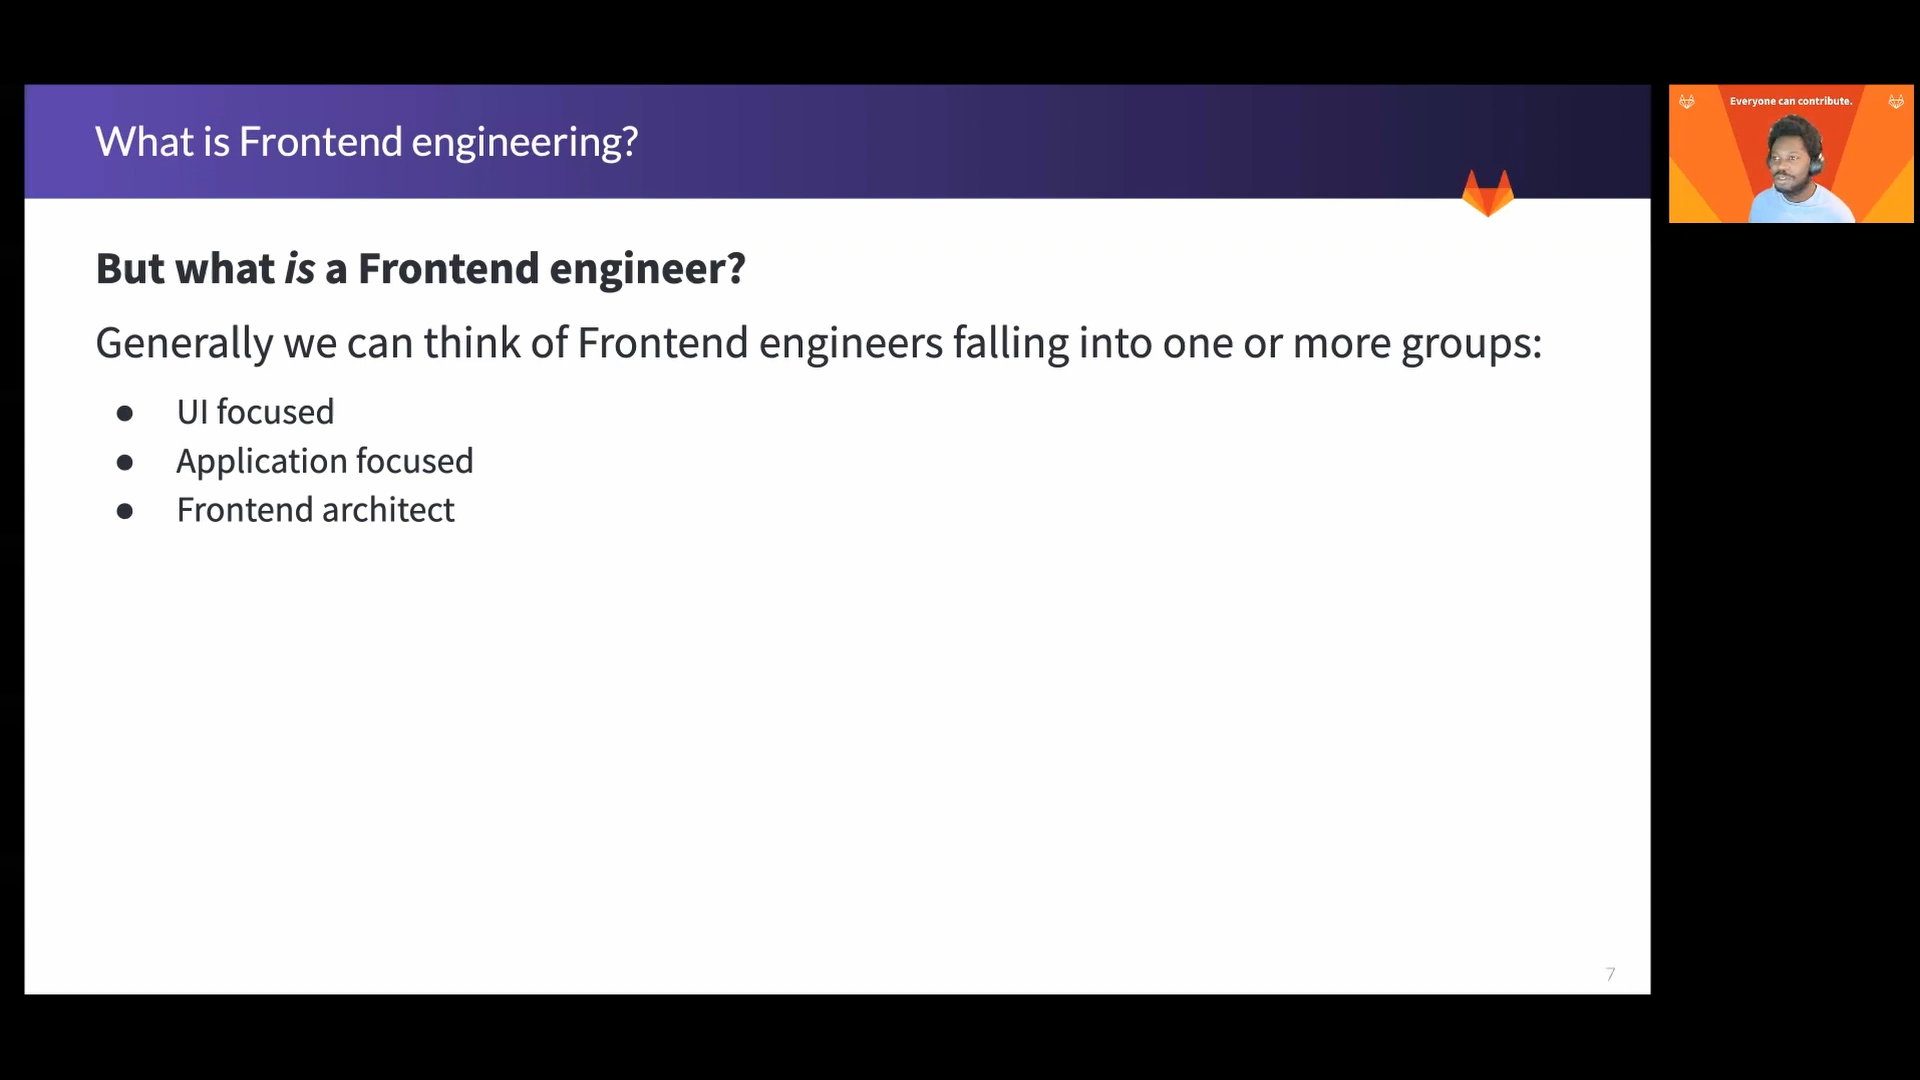 What is Frontend engineering?
Everyone can contribute.
But what is a Frontend engineer?
Generally we can think of Frontend engineers falling into one or more groups:
● UI focused
● Application focused
● Frontend architect
7